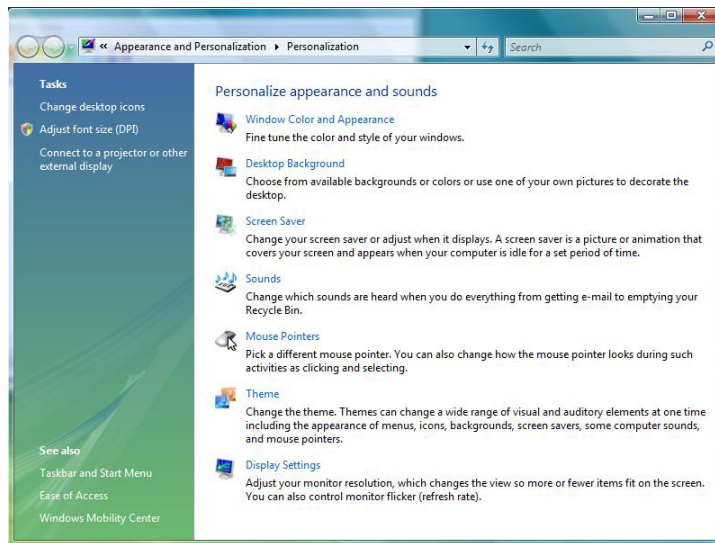 « Appearance and Personalization ▸ Personalization
Search
Tasks
Change desktop icons
Adjust font size (DPI)
Connect to a projector or other
external display
See also
Taskbar and Start Menu
Ease of Access
Windows Mobility Center
Personalize appearance and sounds
Window Color and Appearance
Fine tune the color and style of your windows.
Desktop Background
Choose from available backgrounds or colors or use one of your own pictures to decorate the
desktop.
Screen Saver
Change your screen saver or adjust when it displays. A screen saver is a picture or animation that
covers your screen and appears when your computer is idle for a set period of time.
Sounds
Change which sounds are heard when you do everything from getting e-mail to emptying your
Recycle Bin.
Mouse Pointers
Pick a different mouse pointer. You can also change how the mouse pointer looks during such
activities as clicking and selecting.
Theme
Change the theme. Themes can change a wide range of visual and auditory elements at one time
including the appearance of menus, icons, backgrounds, screen savers, some computer sounds,
and mouse pointers.
Display Settings
Adjust your monitor resolution, which changes the view so more or fewer items fit on the screen.
You can also control monitor flicker (refresh rate).